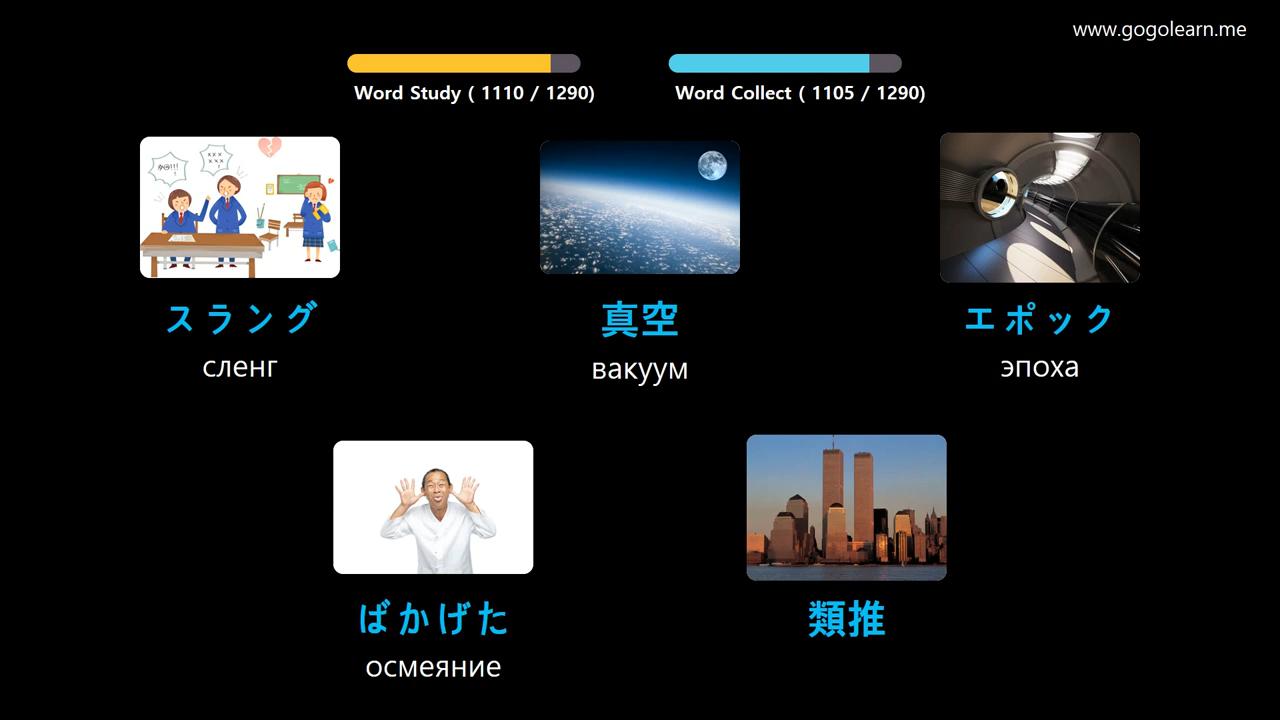 www.gogolearn.me
Word Study ( 1110 / 1290)
Word Collect ( 1105 / 1290)
スラング
сленг
真空
вакуум
エポック
эпоха
ばかげた
осмеяние
類推